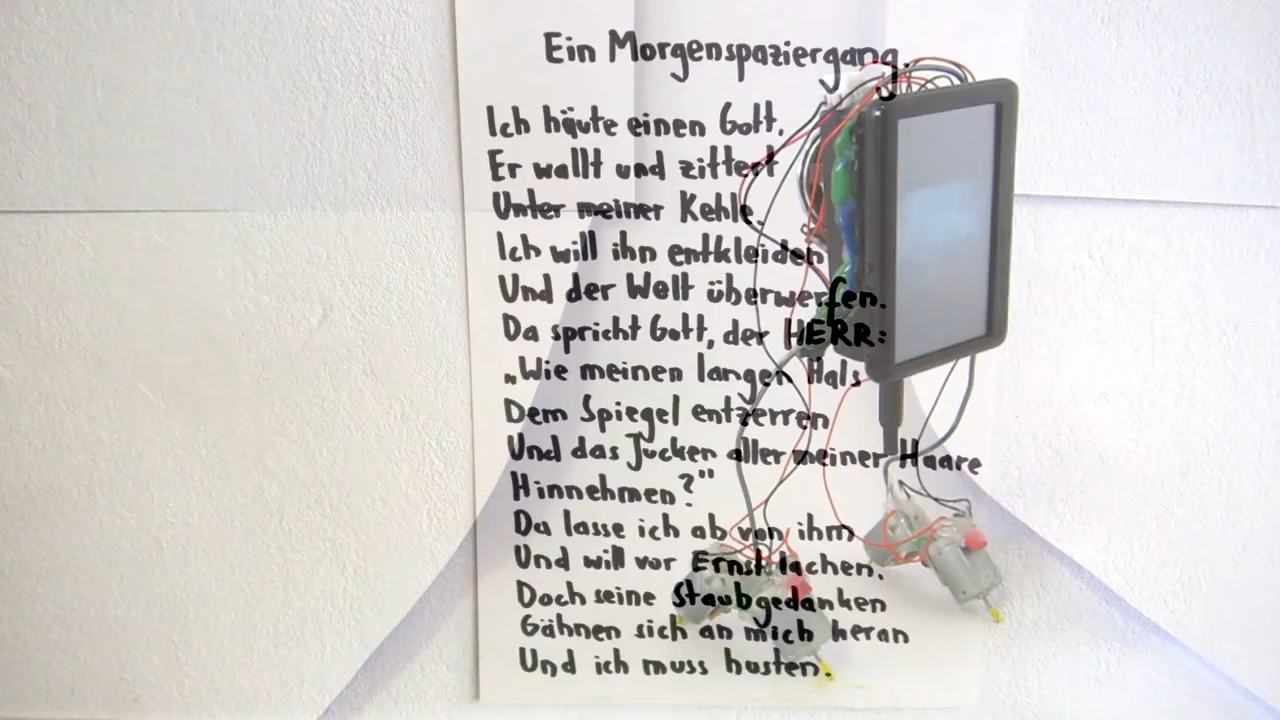 Ein Morgenspaziergang.
Ich häute einen Gott.
Er wallt und zittert
Unter meiner Kehle.
Ich will ihn entkleiden
Und der Welt überwerfen.
Da spricht Gott, der HERR:
„Wie meinen langen Hals
Dem Spiegel entzerren
Und das Jucken aller meiner Haare
Hinnehmen?"
Da lasse ich ab von ihm
Und will vor Ernst lachen.
Doch seine Staubgedanken
Gähnen sich an mich heran
Und ich muss husten.